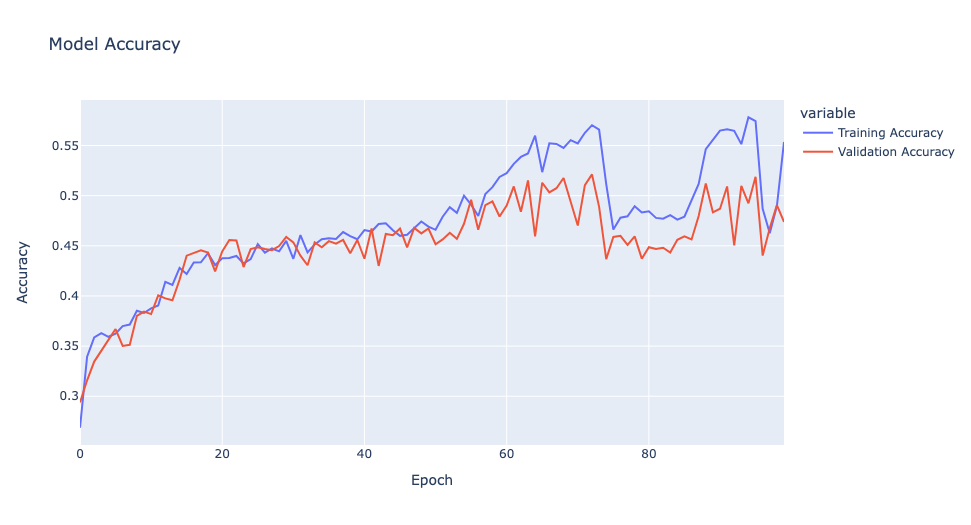 Model Accuracy
variable
Training Accuracy
Validation Accuracy
Accuracy
0.55
0.5
0.45
0.4
0.35
0.3
0 20 40 60 80
Epoch